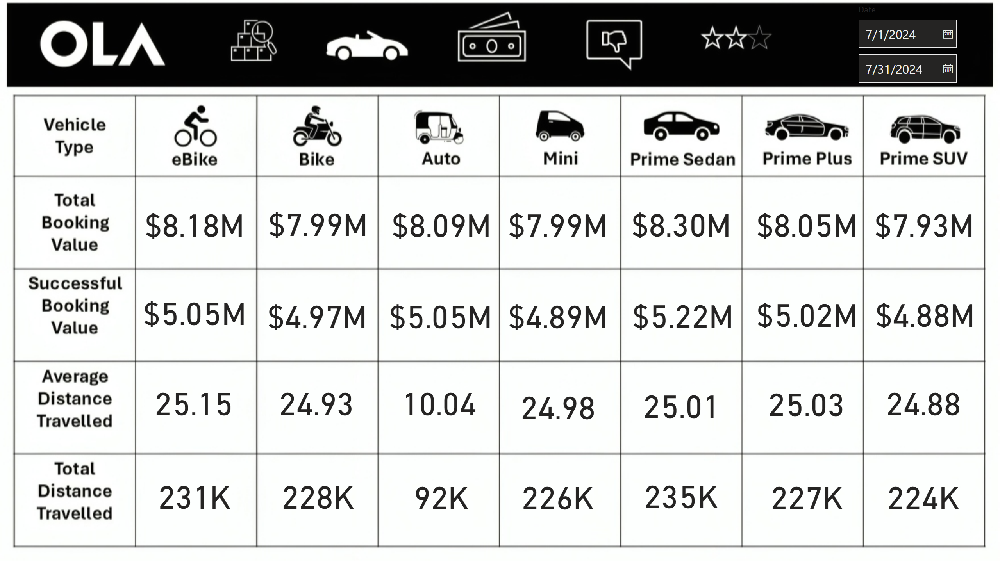 Date
OLA
7/1/2024
7/31/2024
Vehicle
Type
eBike
Bike
Auto
Mini
Prime Sedan
Prime Plus
Prime SUV
Total
Booking
Value
$8.18M
$7.99M
$8.09M
$7.99M
$8.30M
$8.05M
$7.93M
Successful
Booking
Value
$5.05M
$4.97M
$5.05M
$4.89M
$5.22M
$5.02M
$4.88M
Average
Distance
Travelled
25.15
24.93
10.04
24.98
25.01
25.03
24.88
Total
Distance
Travelled
231K
228K
92K
226K
235K
227K
224K